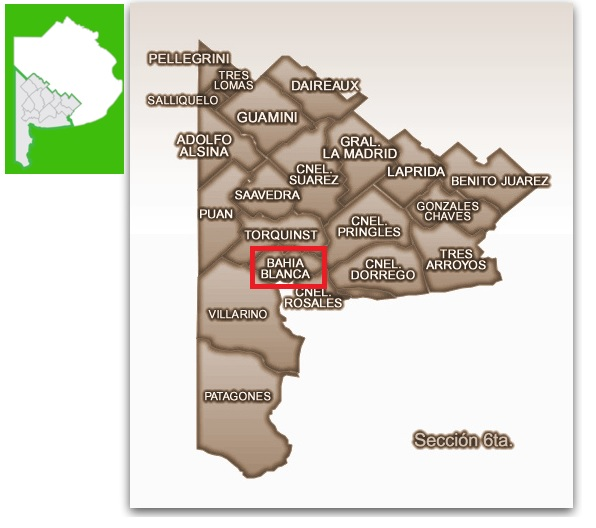 PELLEGRINI
TRES
LOMAS
DAIREAUX
SALLIQUELO
GUAMINI
ADOLFO
ALSINA
GRAL.
LA MADRID
CNEL.
SUAREZ
LAPRIDA
BENITO JUAREZ
SAAVEDRA
PUAN
GONZALES
CHAVES
CNEL.
PRINGLES
TORQUINST
TRES
ARROYOS
BAHIA
BLANCA
CNEL.
DORREGO
CNEL.
ROSALES
VILLARINO
PATAGONES
Sección 6ta.